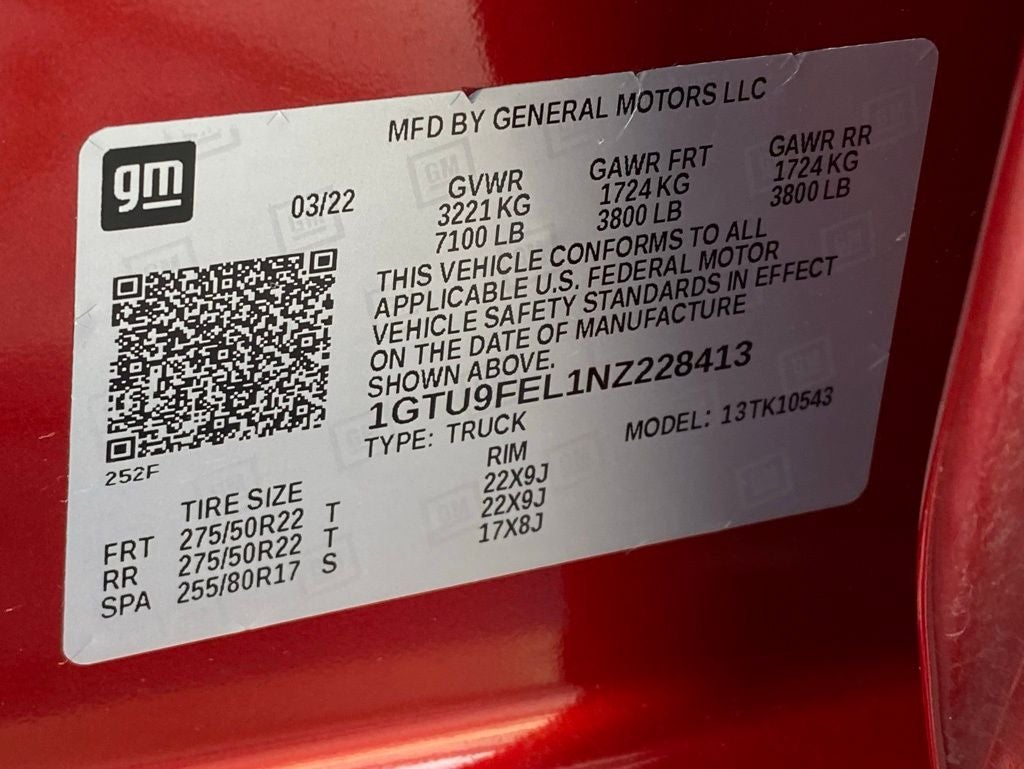 MFD BY GENERAL MOTORS LLC
gm
03/22
GVWR GAWR FRT GAWR RR
3221 KG 1724 KG 1724 KG
7100 LB 3800 LB 3800 LB
THIS VEHICLE CONFORMS TO ALL
APPLICABLE U.S. FEDERAL MOTOR
VEHICLE SAFETY STANDARDS IN EFFECT
ON THE DATE OF MANUFACTURE
SHOWN ABOVE.
1GTU9FEL1NZ228413
TYPE: TRUCK MODEL: 13TK10543
252F
TIRE SIZE RIM
FRT 275/50R22 T 22X9J
RR 275/50R22 T 22X9J
SPA 255/80R17 S 17X8J